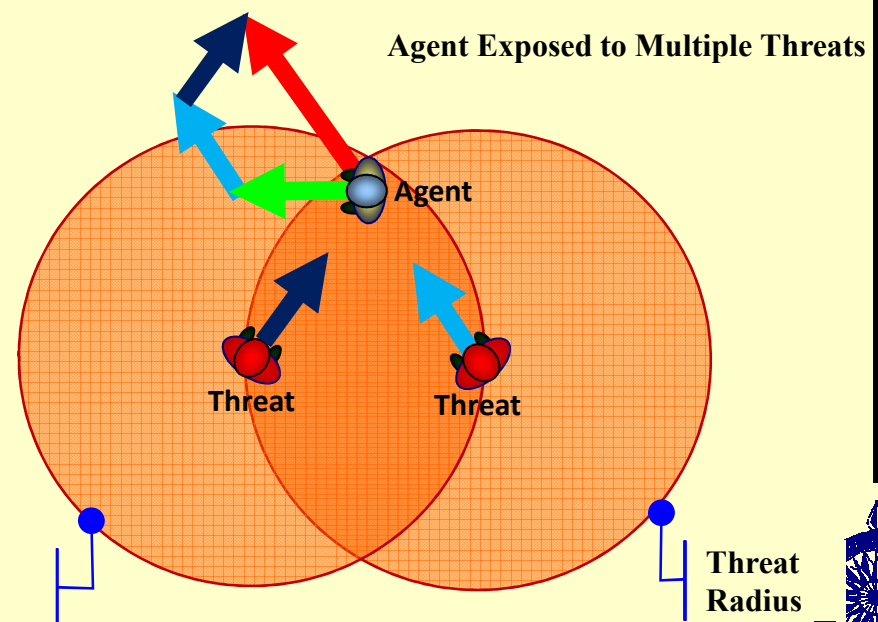 Agent Exposed to Multiple Threats
Agent
Threat
Threat
Threat
Radius